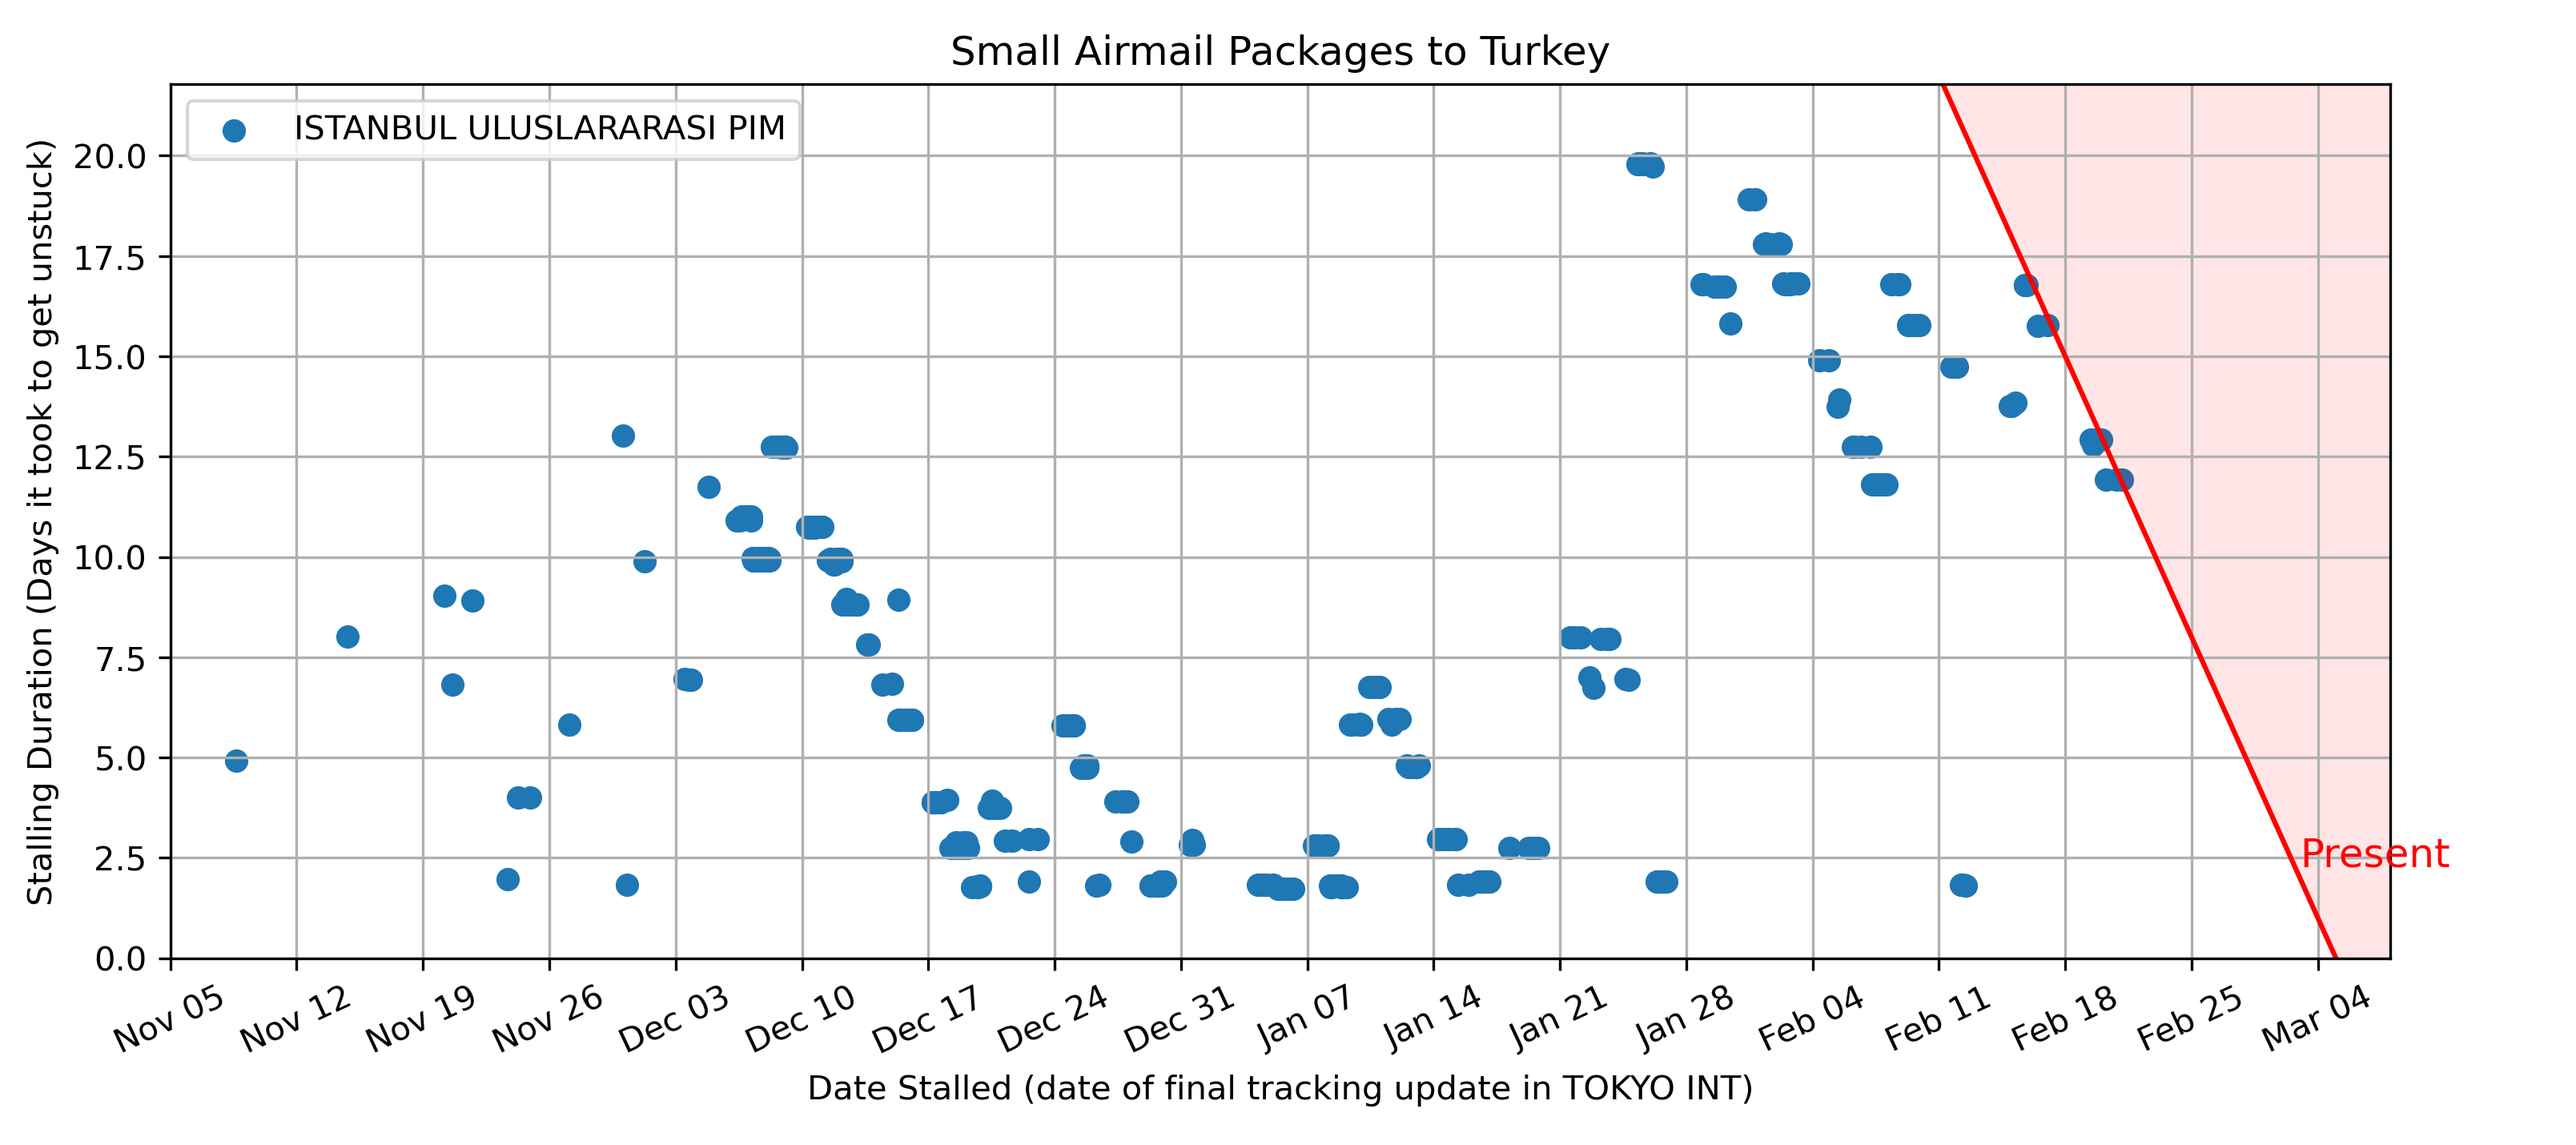 Small Airmail Packages to Turkey
ISTANBUL ULUSLARARASI PIM
Stalling Duration (Days it took to get unstuck)
20.0
17.5
15.0
12.5
10.0
7.5
5.0
2.5
0.0
Present
Nov 05
Nov 12
Nov 19
Nov 26
Dec 03
Dec 10
Dec 17
Dec 24
Dec 31
Jan 07
Jan 14
Jan 21
Jan 28
Feb 04
Feb 11
Feb 18
Feb 25
Mar 04
Date Stalled (date of final tracking update in TOKYO INT)